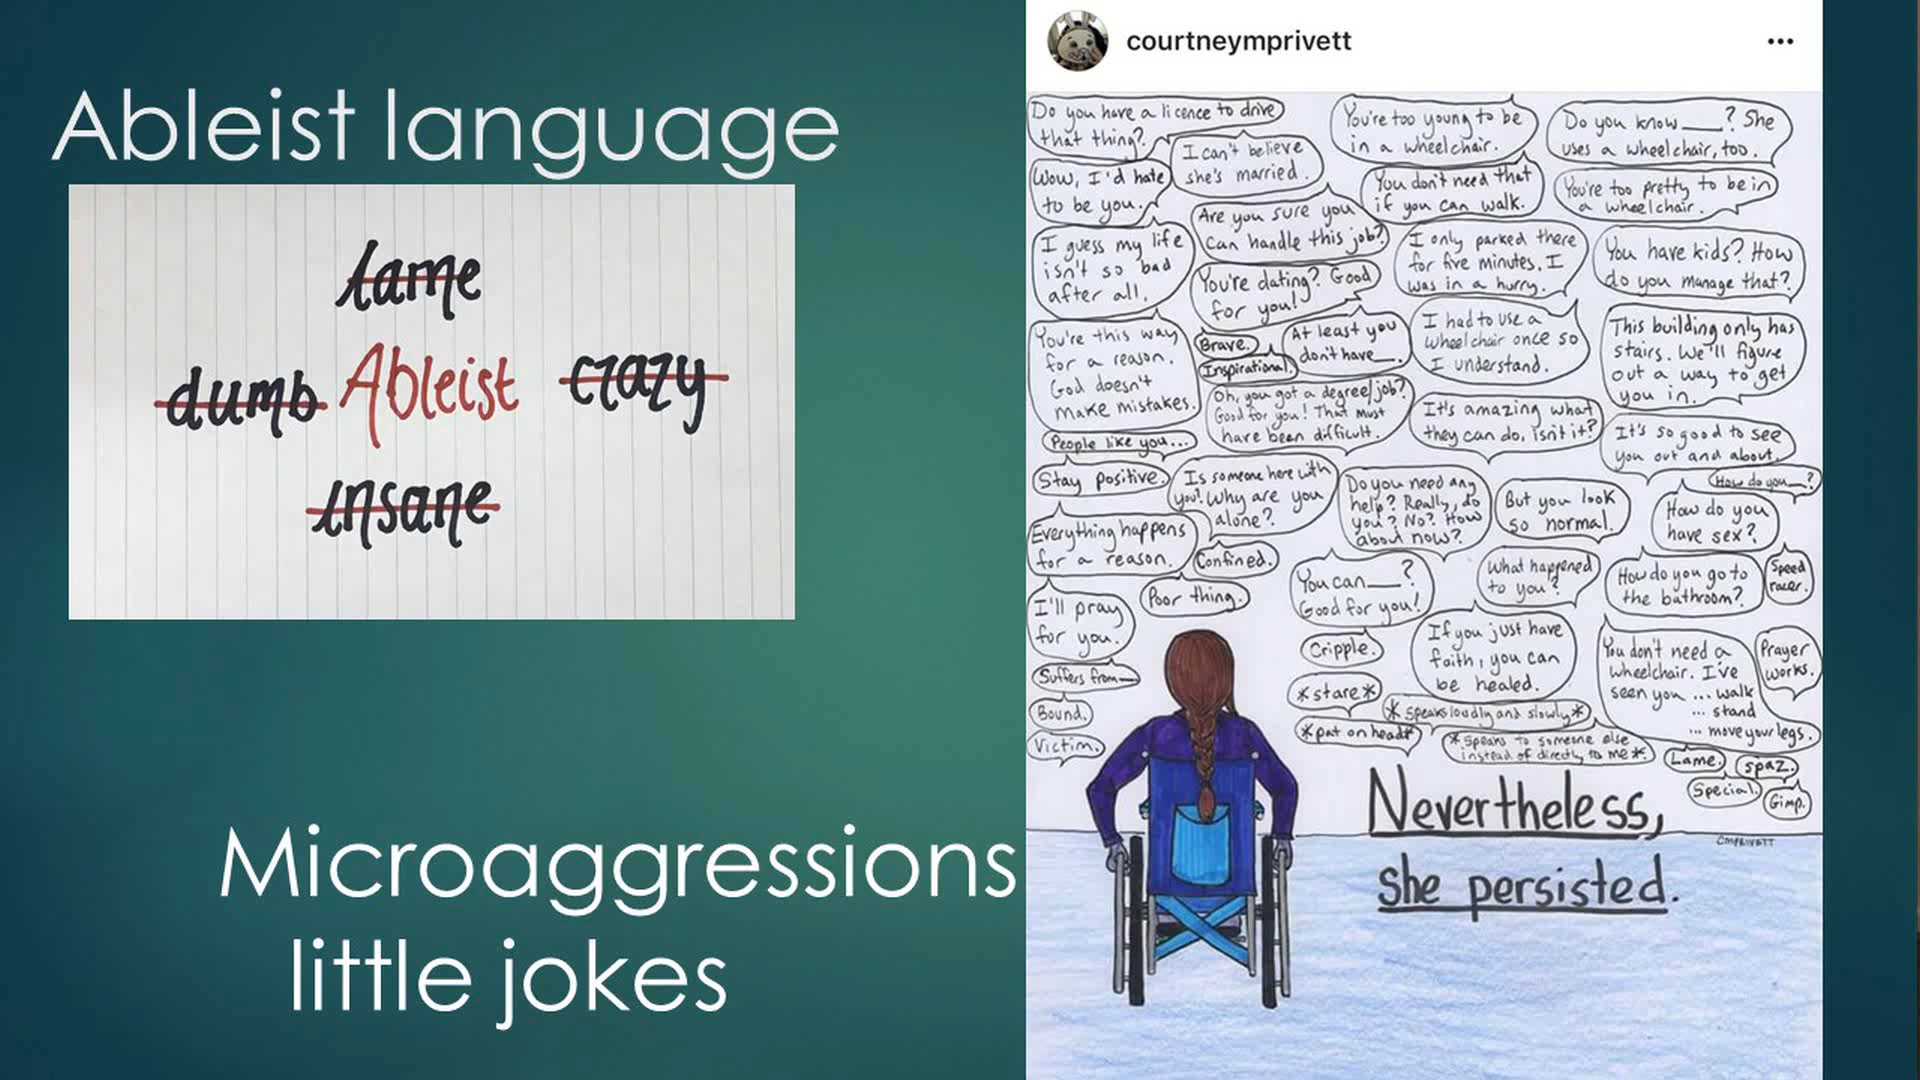 Ableist language
lame
dumb Ableist crazy
insane
Microaggressions
little jokes
courtneymprivett
Do you have a licence to drive
that thing?
I can't believe
she's married.
You're too young to be
in a wheelchair.
Do you know ___? She
uses a wheelchair, too.
Wow, I'd hate
to be you.
Are you sure you
can handle this job?
You don't need that
if you can walk.
You're too pretty to be in
a wheelchair.
I guess my life
isn't so bad
after all.
You're dating? Good
for you!
I only parked there
for five minutes. I
was in a hurry.
You have kids? How
do you manage that?
You're this way
for a reason.
God doesn't
make mistakes.
Brave.
Inspirational.
At least you
don't have ___.
I had to use a
wheelchair once so
I understand.
This building only has
stairs. We'll figure
out a way to get
you in.
Oh, you got a degree/job?
Good for you! That must
have been difficult.
It's amazing what
they can do, isn't it?
It's so good to see
you out and about.
People like you...
Stay positive.
Is someone here with
you? Why are you
alone?
Do you need any
help? Really, do
you? No? How
about now?
But you look
so normal.
How do you ___?
How do you
have sex?
Everything happens
for a reason.
Confined.
Poor thing.
You can ___?
Good for you!
What happened
to you?
How do you go to
the bathroom?
Speed
racer.
I'll pray
for you.
Suffers from ___
Bound.
Victim.
Cripple.
*stare*
*pat on head*
If you just have
faith, you can
be healed.
*speaks loudly and slowly*
*speaks to someone else
instead of directly to me*
You don't need a
wheelchair. I've
seen you ... walk
... stand
... move your legs.
Prayer
works.
Lame.
Spaz.
Special.
Gimp.
Nevertheless,
she persisted.
CMPRIVETT